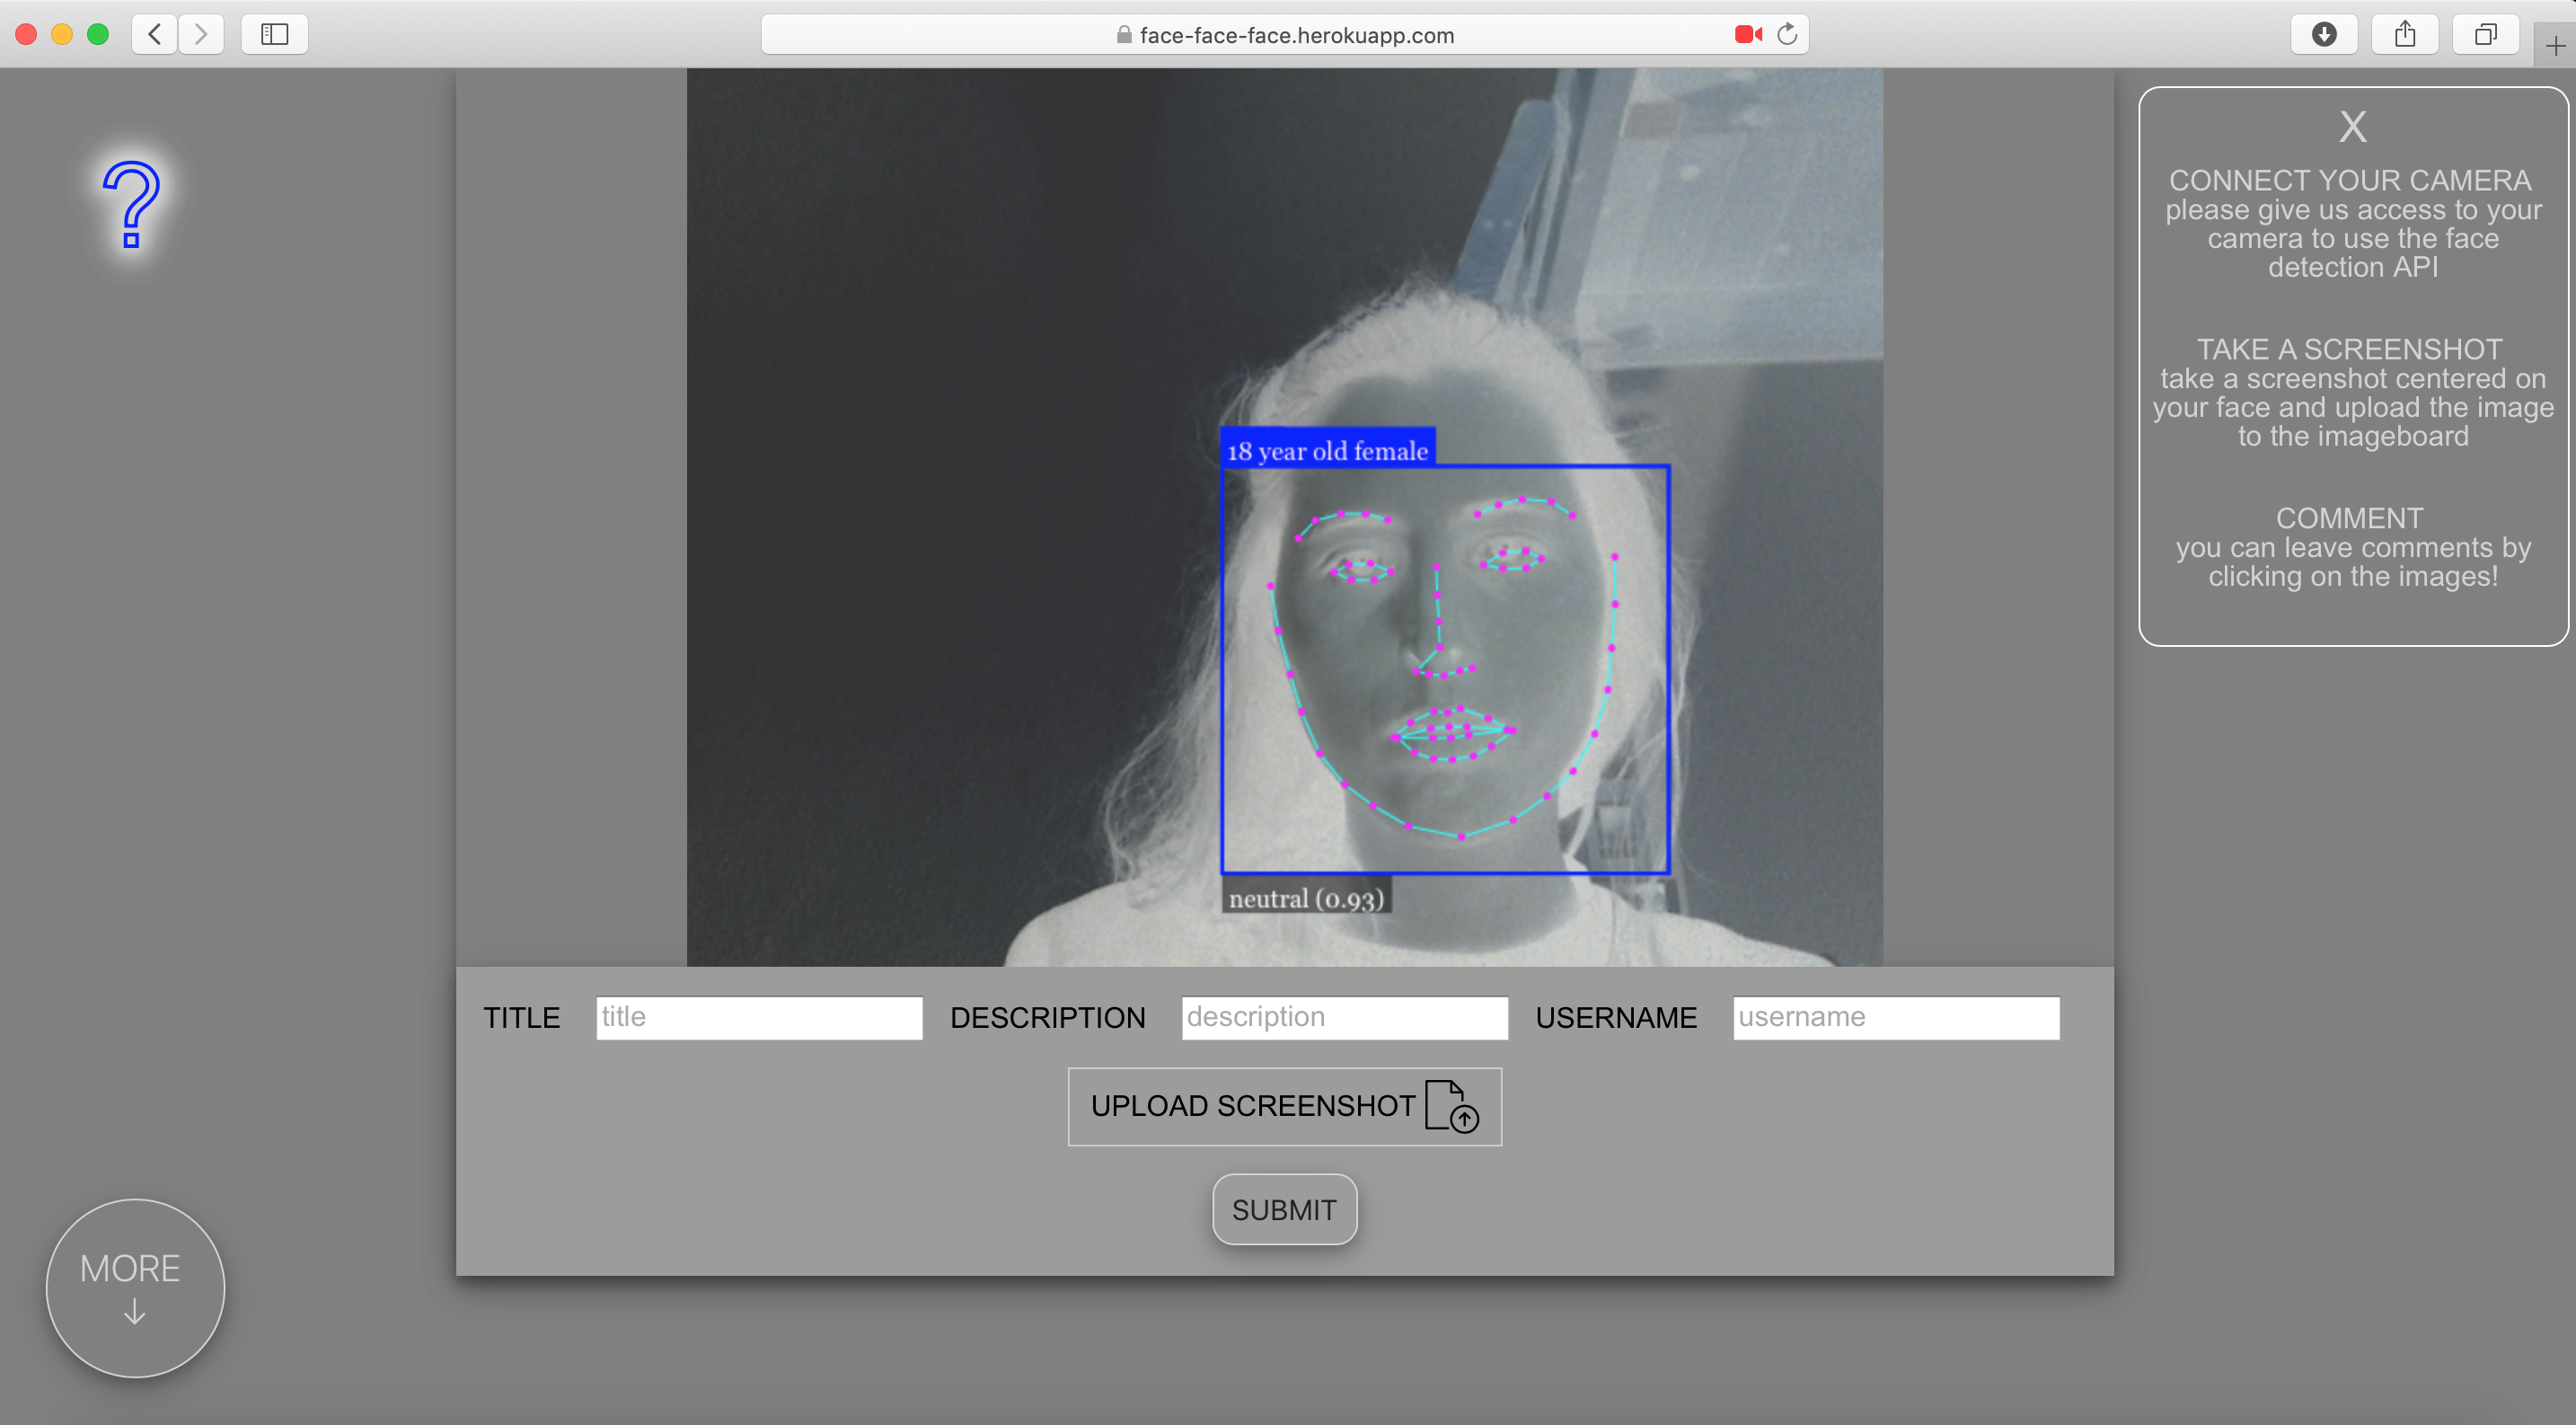 face-face-face.herokuapp.com
?
X
CONNECT YOUR CAMERA
please give us access to your
camera to use the face
detection API
TAKE A SCREENSHOT
take a screenshot centered on
your face and upload the image
to the imageboard
COMMENT
you can leave comments by
clicking on the images!
18 year old female
neutral (0.93)
TITLE title DESCRIPTION description USERNAME username
UPLOAD SCREENSHOT
SUBMIT
MORE
↓